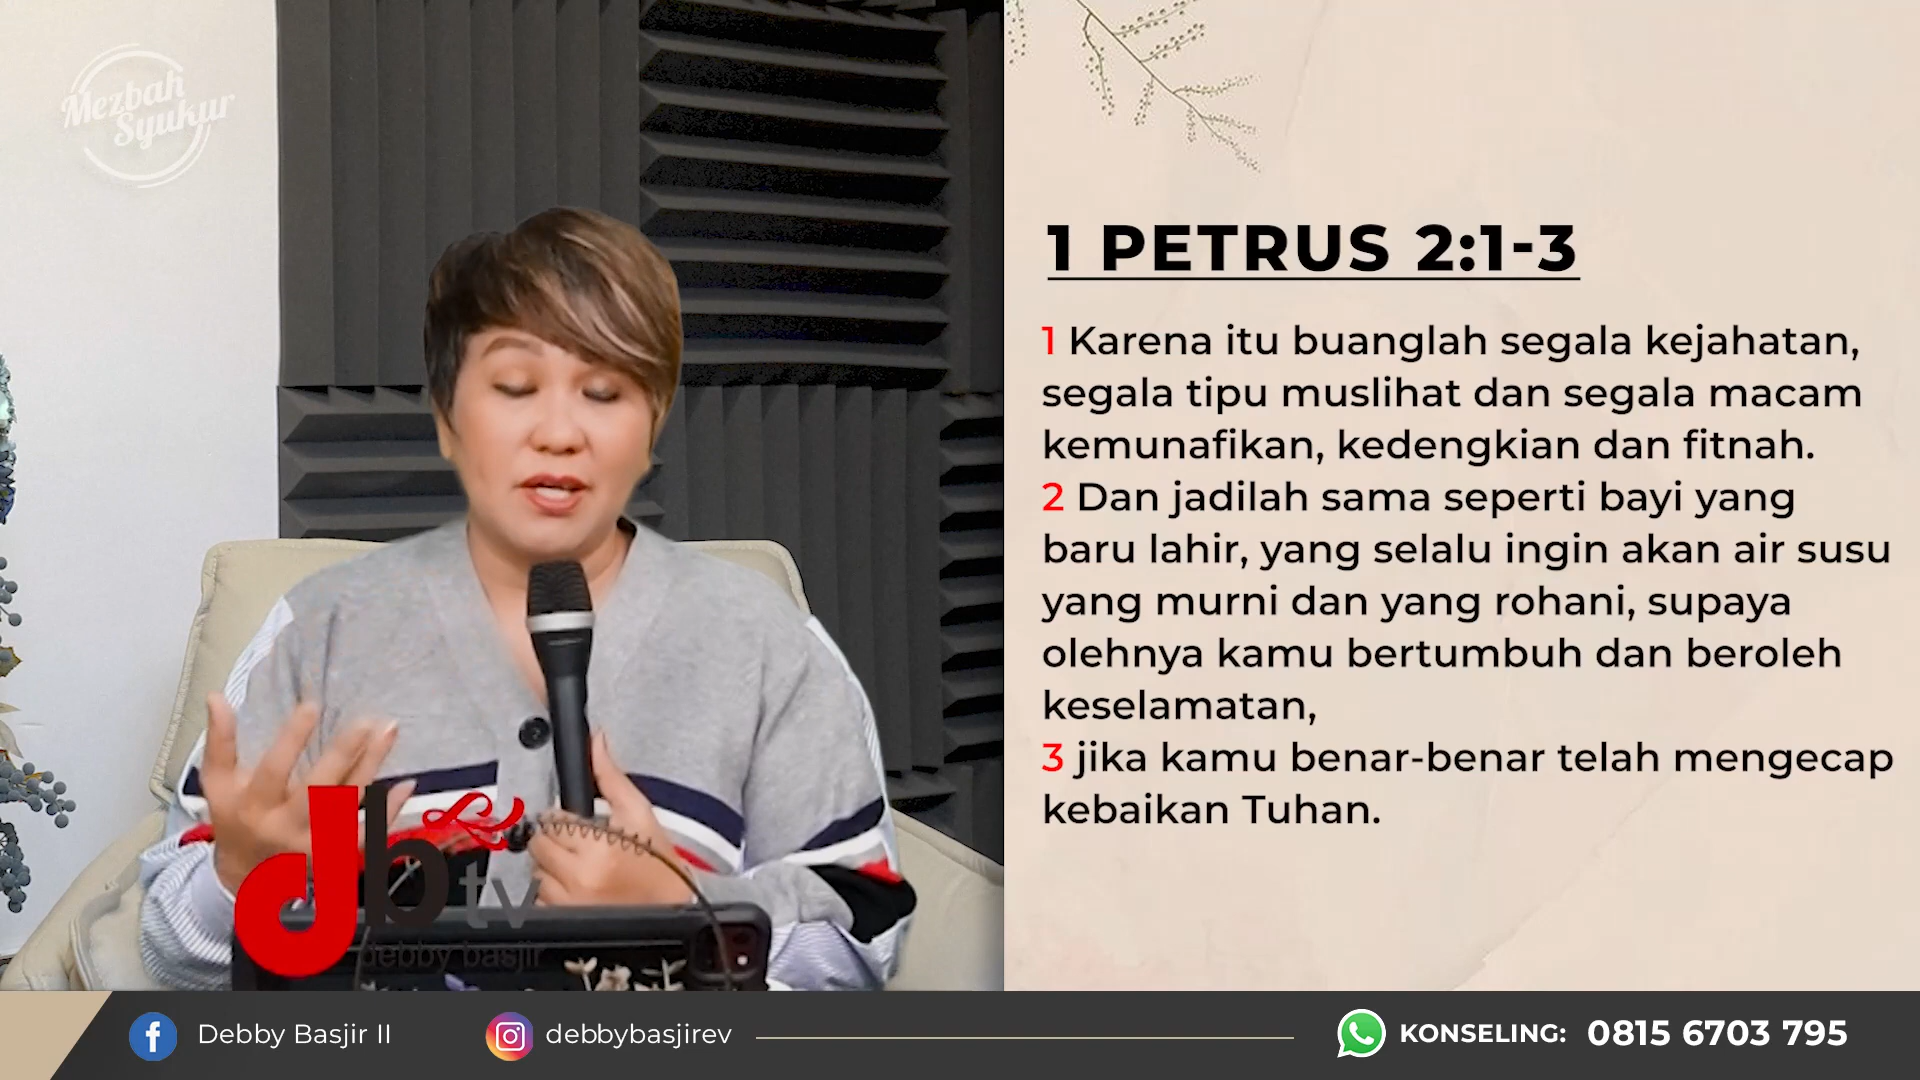 Mezbah
Syukur
1 PETRUS 2:1-3
1 Karena itu buanglah segala kejahatan,
segala tipu muslihat dan segala macam
kemunafikan, kedengkian dan fitnah.
2 Dan jadilah sama seperti bayi yang
baru lahir, yang selalu ingin akan air susu
yang murni dan yang rohani, supaya
olehnya kamu bertumbuh dan beroleh
keselamatan,
3 jika kamu benar-benar telah mengecap
kebaikan Tuhan.
db tv
debby basjir
Debby Basjir II
debbybasjirev
KONSELING: 0815 6703 795